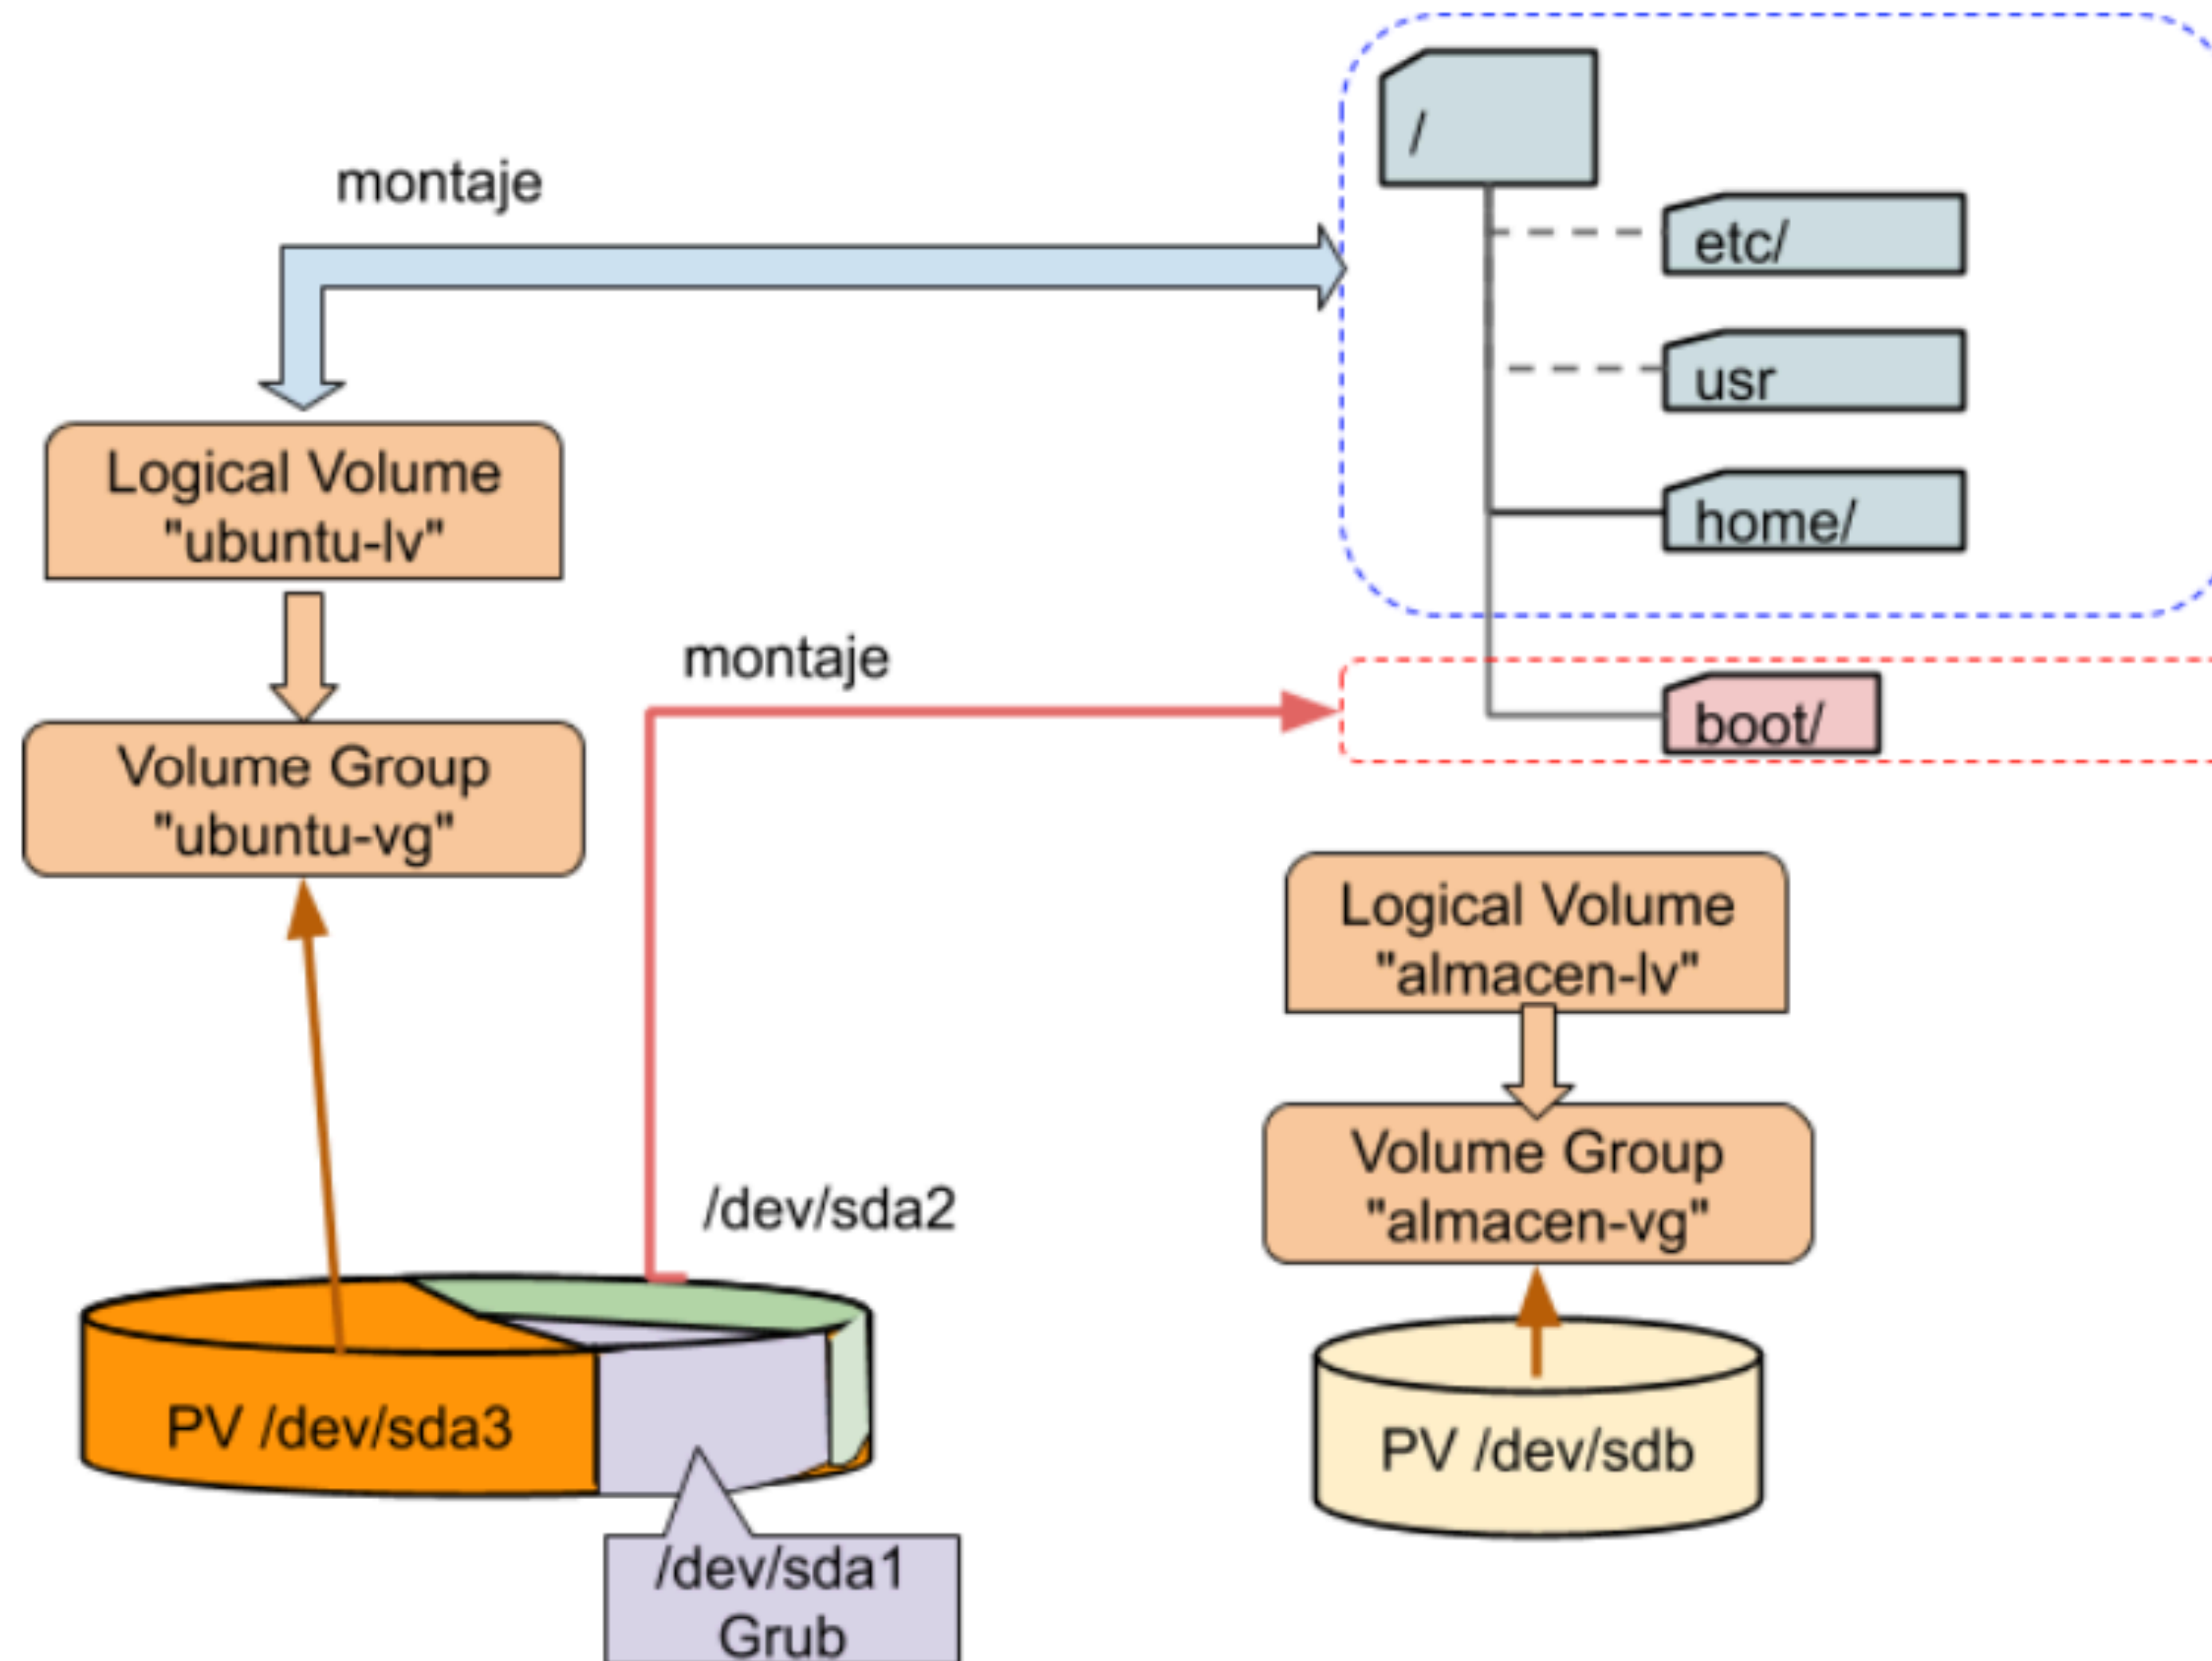 /
montaje
etc/
usr
Logical Volume
"ubuntu-lv"
home/
montaje
boot/
Volume Group
"ubuntu-vg"
Logical Volume
"almacen-lv"
Volume Group
"almacen-vg"
/dev/sda2
PV /dev/sda3
PV /dev/sdb
/dev/sda1
Grub